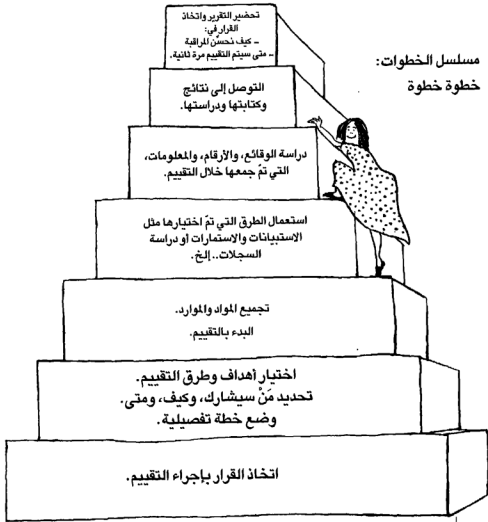 مسلسل الخطوات:
خطوة خطوة
تحضير التقرير واتخاذ
القرار في:
ـ كيف نحسّن المراقبة
ـ متى سيتم التقييم مرة ثانية.
التوصل إلى نتائج
وكتابتها ودراستها.
دراسة الوقائع، والأرقام، والمعلومات،
التي تمّ جمعها خلال التقييم.
استعمال الطرق التي تمّ اختيارها مثل
الاستبيانات والاستمارات أو دراسة
السجلات.. إلخ.
تجميع المواد والموارد.
البدء بالتقييم.
اختيار أهداف وطرق التقييم.
تحديد مَنْ سيشارك، وكيف، ومتى.
وضع خطة تفصيلية.
اتخاذ القرار بإجراء التقييم.